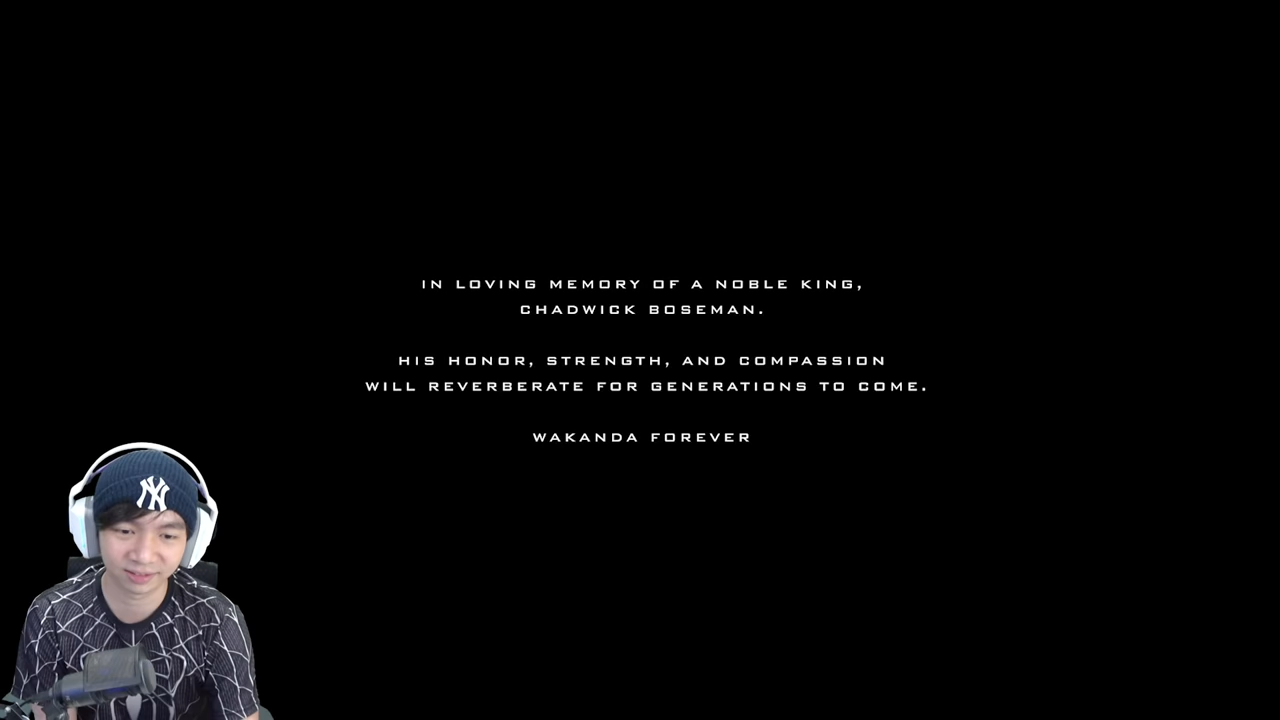 IN LOVING MEMORY OF A NOBLE KING,
CHADWICK BOSEMAN.
HIS HONOR, STRENGTH, AND COMPASSION
WILL REVERBERATE FOR GENERATIONS TO COME.
WAKANDA FOREVER
NY